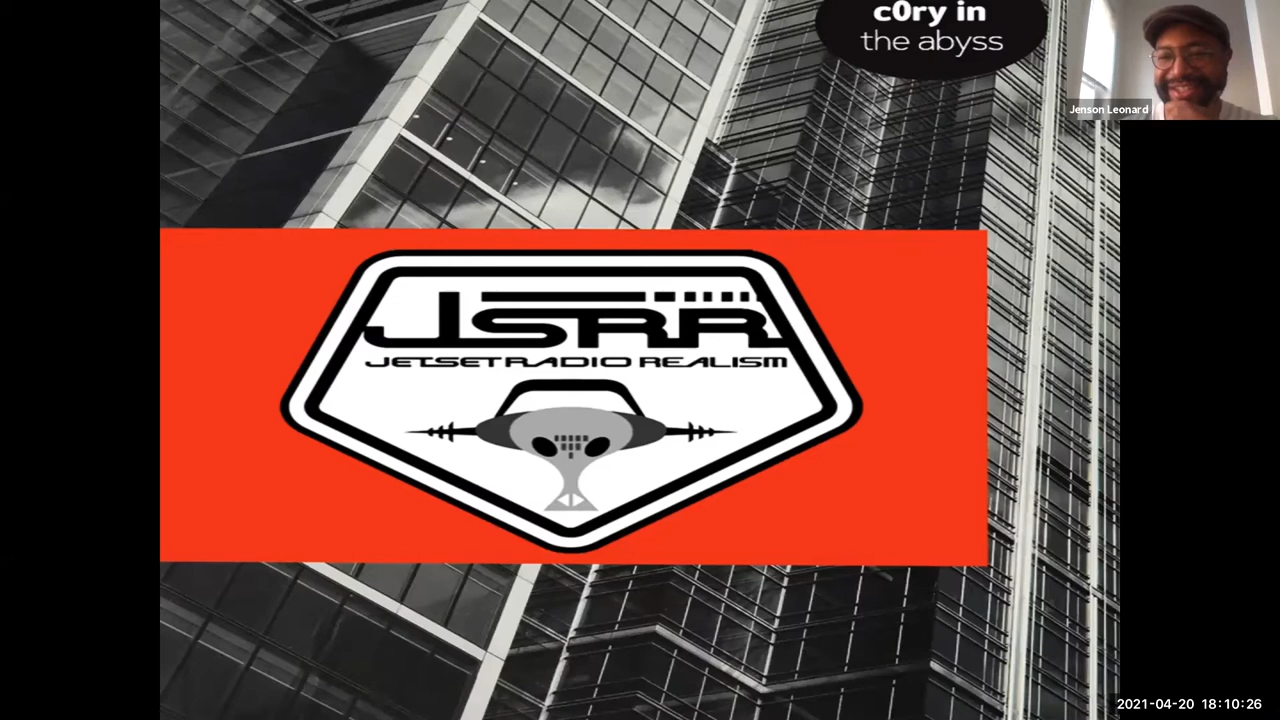 c0ry in
the abyss
Jenson Leonard
JSRR
JETSET RADIO REALISM
2021-04-20 18:10:26